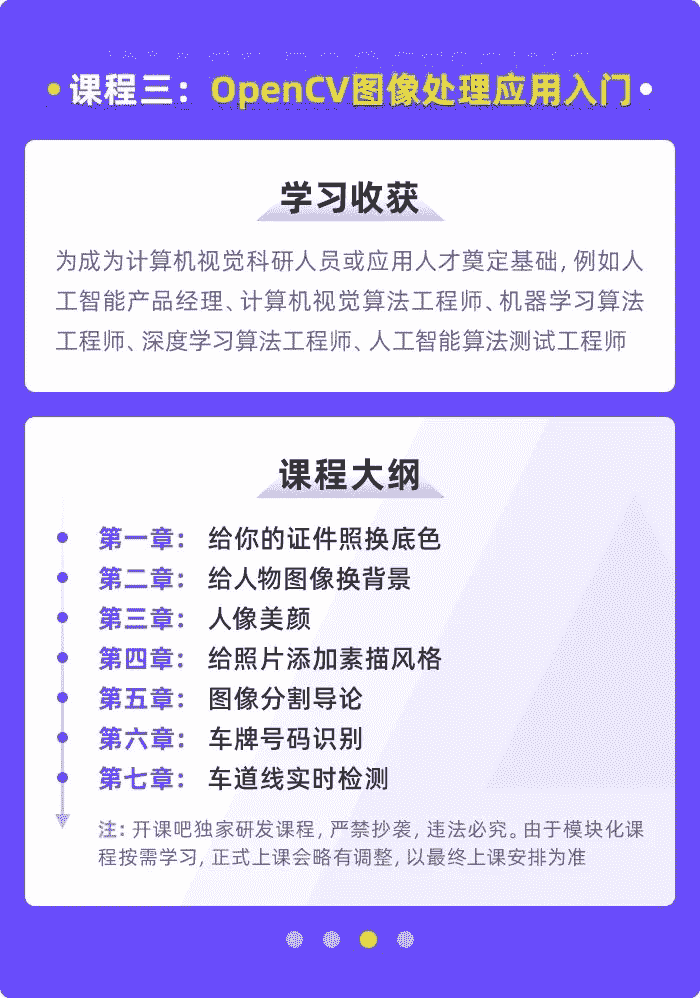 课程三：OpenCV图像处理应用入门
学习收获
为成为计算机视觉科研人员或应用人才奠定基础，例如人
工智能产品经理、计算机视觉算法工程师、机器学习算法
工程师、深度学习算法工程师、人工智能算法测试工程师
课程大纲
第一章： 给你的证件照换底色
第二章： 给人物图像换背景
第三章： 人像美颜
第四章： 给照片添加素描风格
第五章： 图像分割导论
第六章： 车牌号码识别
第七章： 车道线实时检测
注：开课吧独家研发课程，严禁抄袭，违法必究。由于模块化课
程按需学习，正式上课会略有调整，以最终上课安排为准